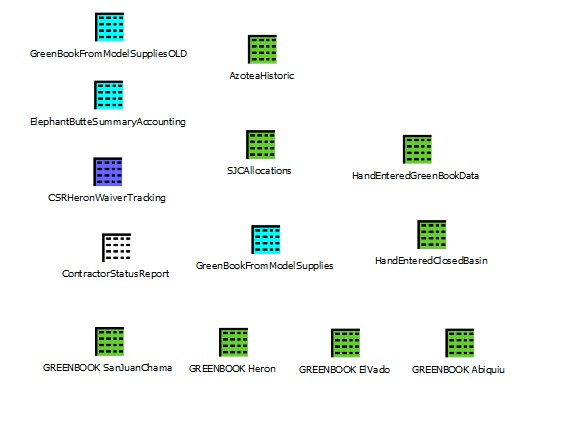 GreenBookFromModelSuppliesOLD
AzoteaHistoric
ElephantButteSummaryAccounting
SJCAllocations
HandEnteredGreenBookData
CSRHeronWaiverTracking
ContractorStatusReport
GreenBookFromModelSupplies
HandEnteredClosedBasin
GREENBOOK SanJuanChama
GREENBOOK Heron
GREENBOOK ElVado
GREENBOOK Abiquiu